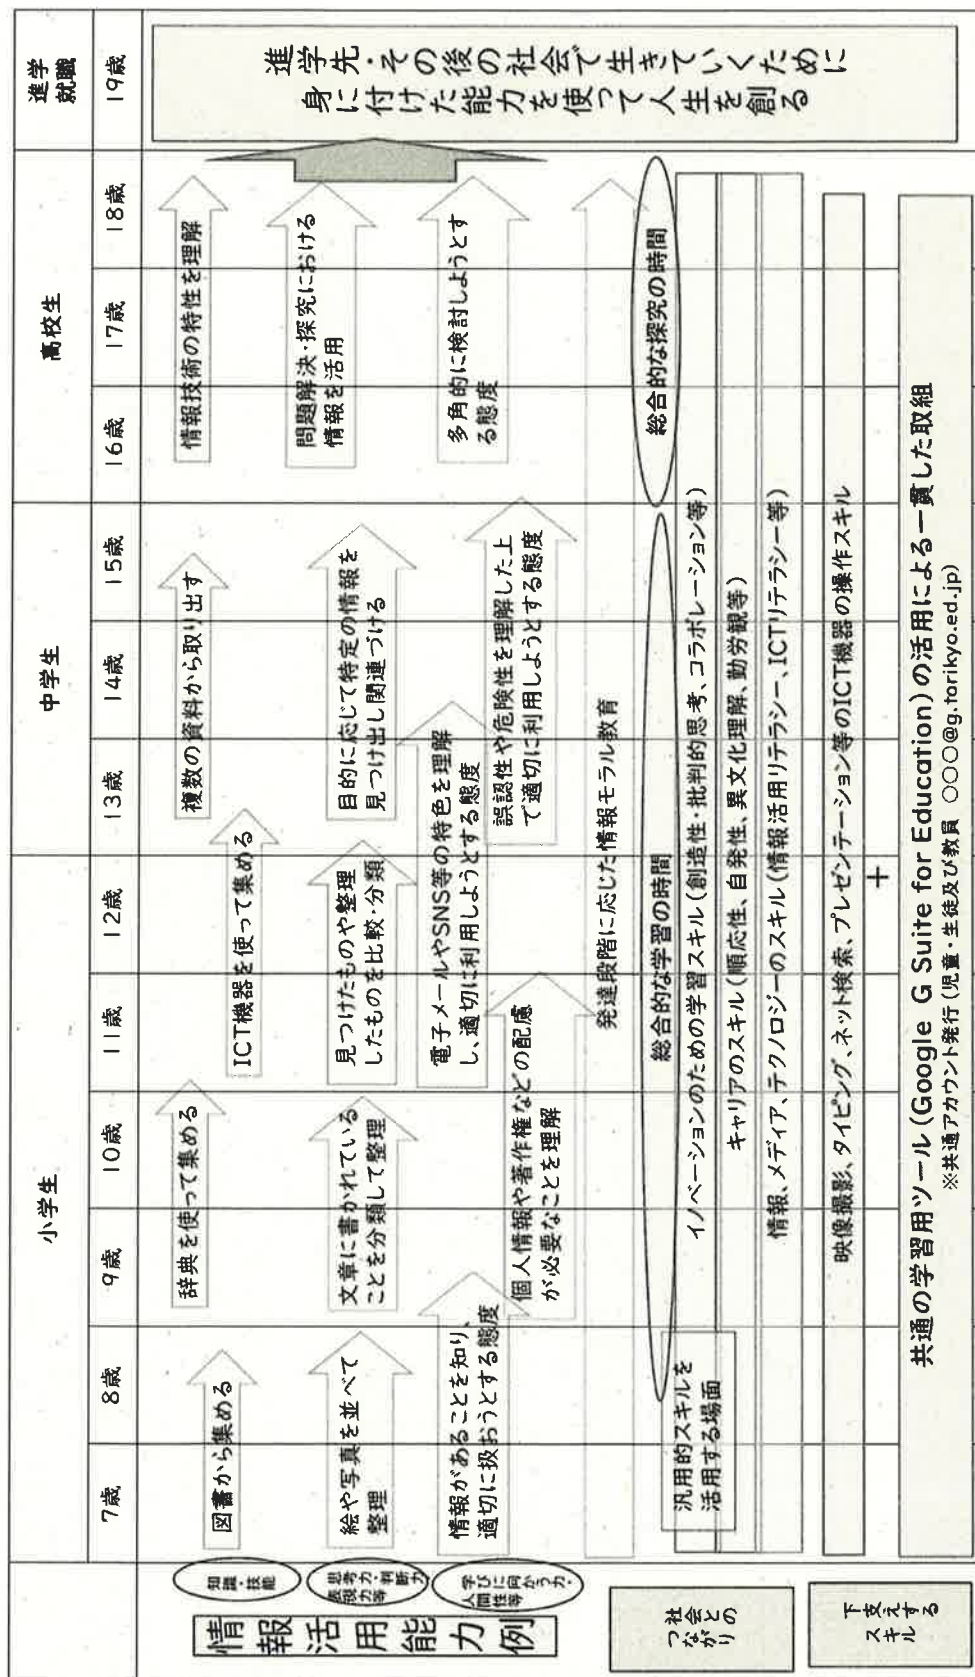 小学生
中学生
高校生
進学
就職
7歳
8歳
9歳
10歳
11歳
12歳
13歳
14歳
15歳
16歳
17歳
18歳
19歳
情報活用能力例
知識・技能
思考力・判断力・
表現力等
学びに向かう力・
人間性等
図書から集める
辞典を使って集める
ICT機器を使って集める
複数の資料から取り出す
情報技術の特性を理解
絵や写真を並べて
整理
文章に書かれている
ことを分類して整理
見つけたものや整理
したものを比較・分類
目的に応じて特定の情報を
見つけ出し関連づける
問題解決・探究における
情報を活用
情報があることを知り、
適切に扱おうとする態度
個人情報や著作権などの配慮
が必要なことを理解
電子メールやSNS等の特色を理解
し、適切に利用しようとする態度
誤認性や危険性を理解した上
で適切に利用しようとする態度
多角的に検討しようとす
る態度
発達段階に応じた情報モラル教育
進学先・その後の社会で生きていくために
身に付けた能力を使って人生を創る
社会との
つながり
汎用的スキルを
活用する場面
総合的な学習の時間
総合的な探究の時間
イノベーションのための学習スキル(創造性・批判的思考、コラボレーション等)
キャリアのスキル(順応性、自発性、異文化理解、勤労観等)
情報、メディア、テクノロジーのスキル(情報活用リテラシー、ICTリテラシー等)
下支えする
スキル
映像撮影、タイピング、ネット検索、プレゼンテーション等のICT機器の操作スキル
+
共通の学習用ツール(Google G Suite for Education)の活用による一貫した取組
※共通アカウント発行(児童・生徒及び教員 〇〇〇@g.torikyo.ed.jp)